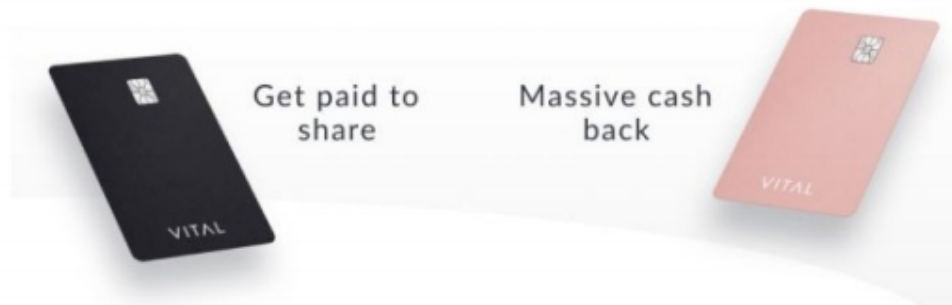 Get paid to
share
Massive cash
back
VITAL
VITAL